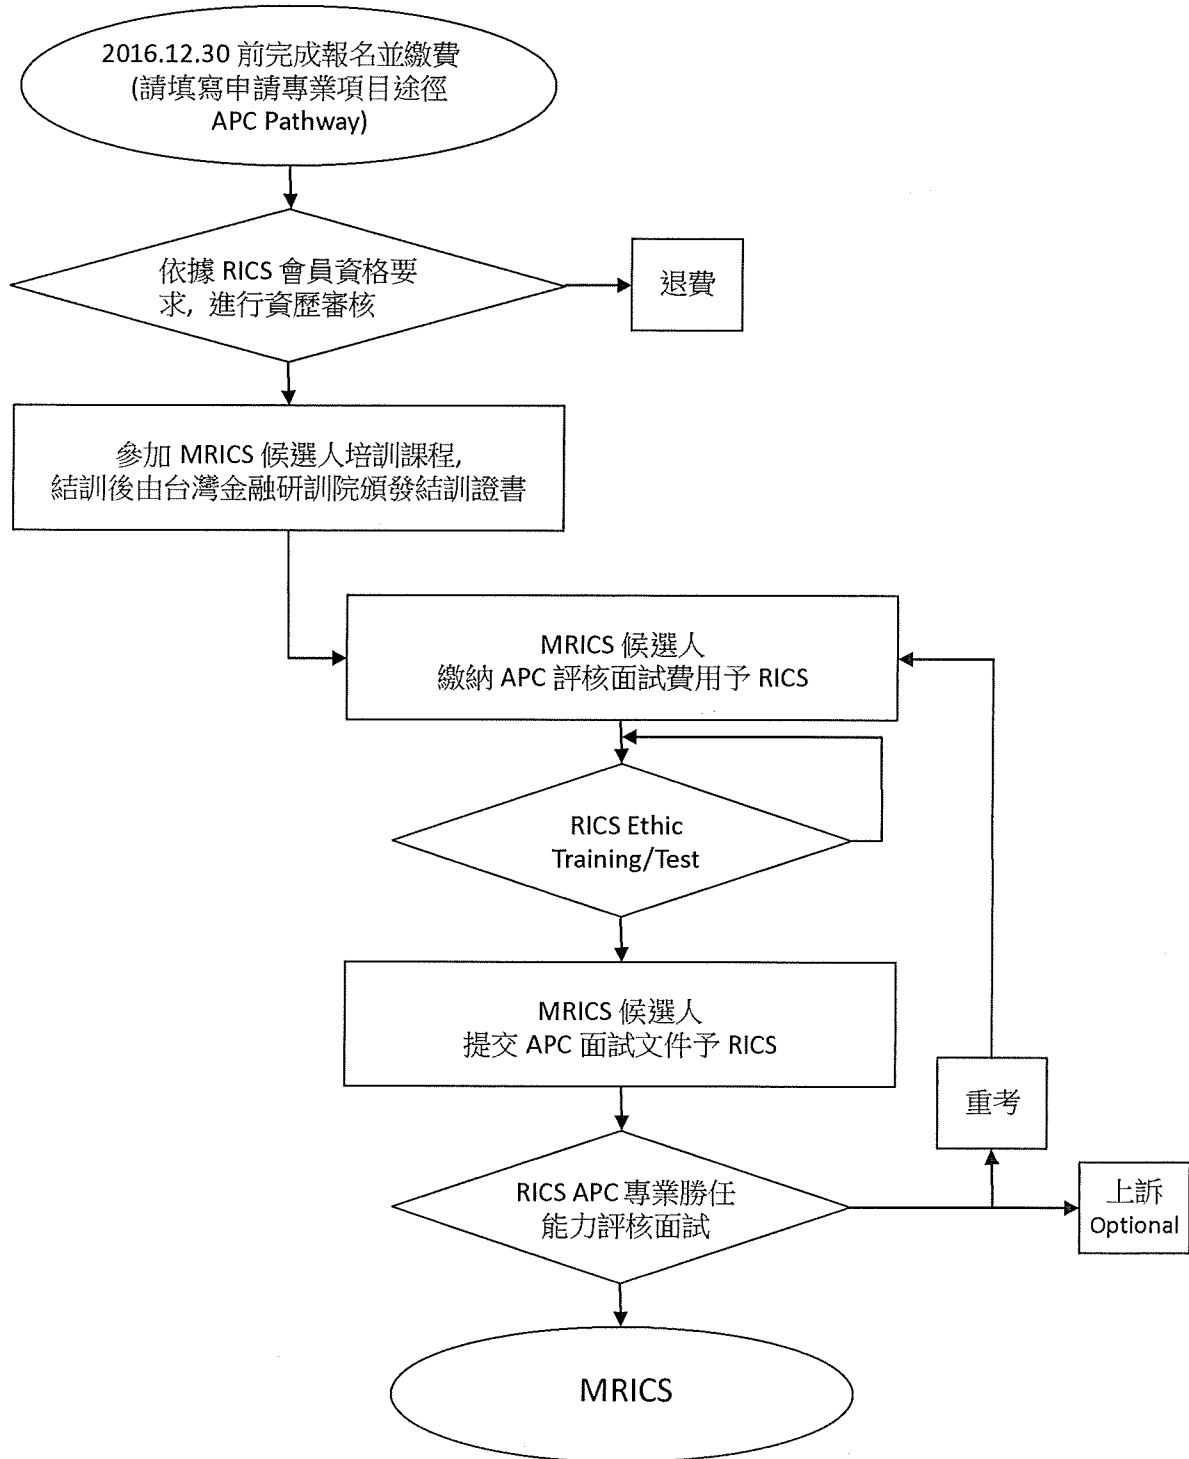 2016.12.30 前完成報名並繳費
(請填寫申請專業項目途徑
APC Pathway)
依據 RICS 會員資格要
求, 進行資歷審核
退費
參加 MRICS 候選人培訓課程,
結訓後由台灣金融研訓院頒發結訓證書
MRICS 候選人
繳納 APC 評核面試費用予 RICS
RICS Ethic
Training/Test
MRICS 候選人
提交 APC 面試文件予 RICS
重考
RICS APC 專業勝任
能力評核面試
上訴
Optional
MRICS